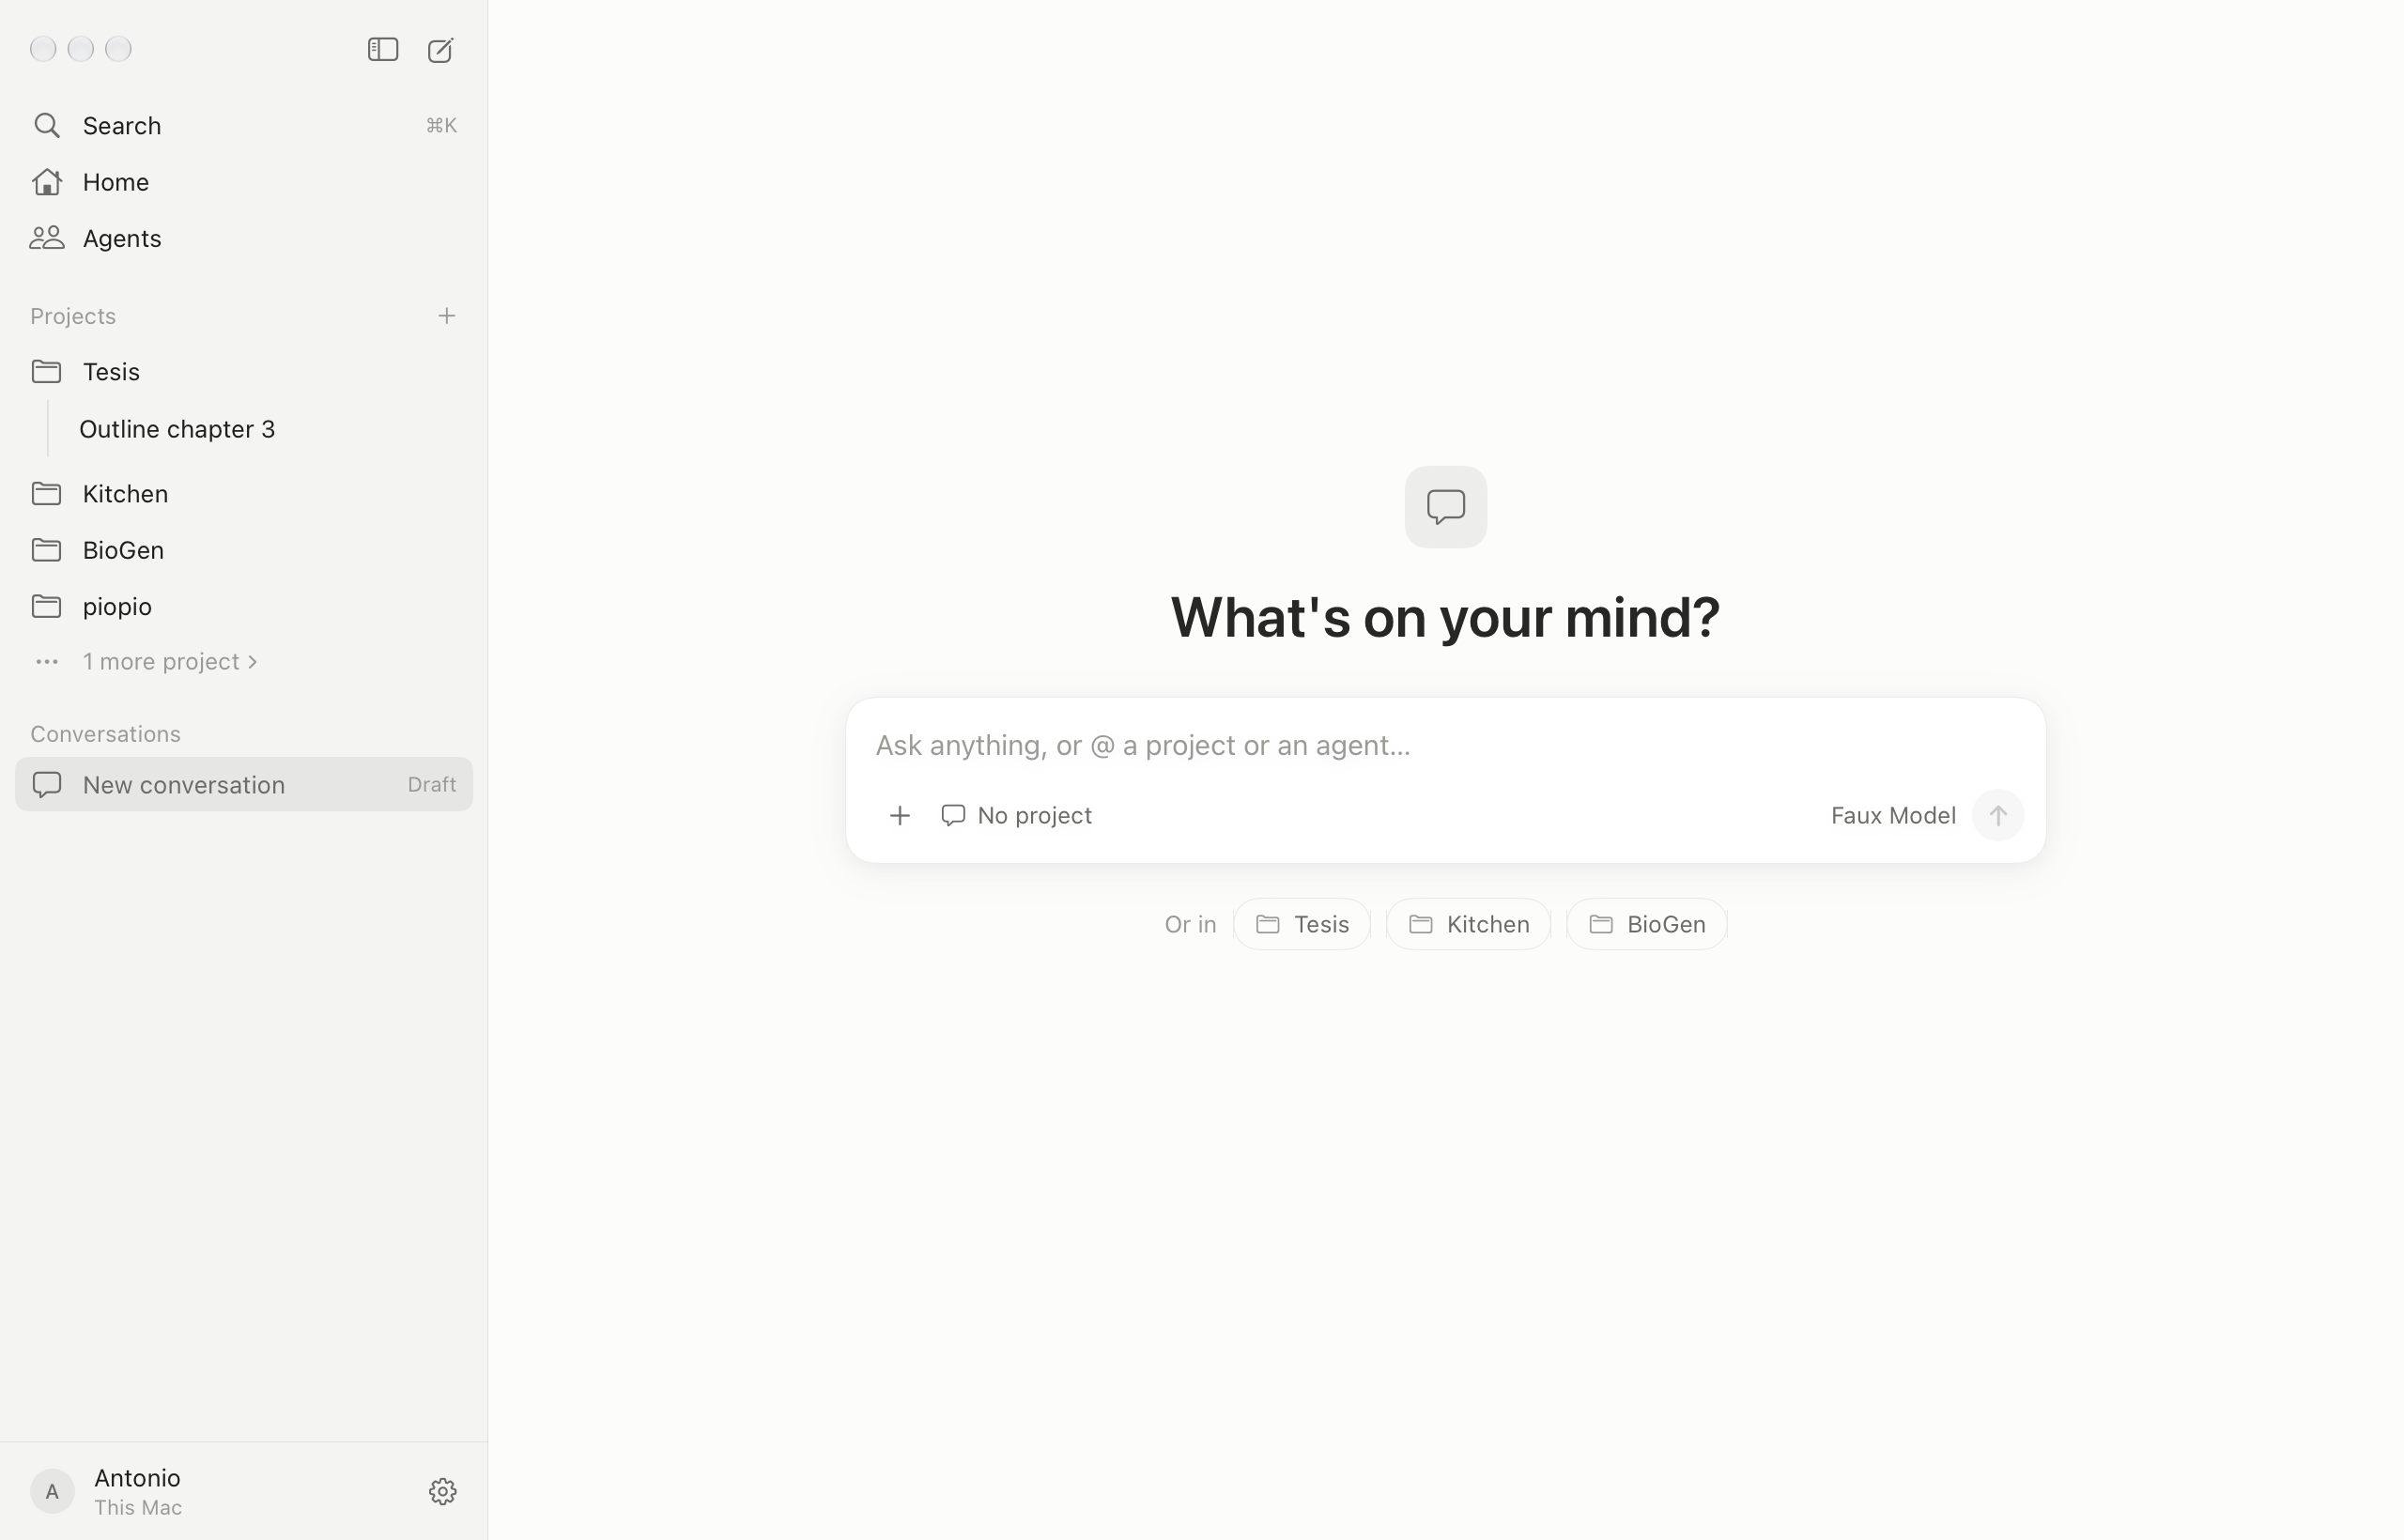 Search ⌘K
Home
Agents
Projects
Tesis
Outline chapter 3
Kitchen
BioGen
piopio
1 more project
Conversations
New conversation Draft
A
Antonio
This Mac
What's on your mind?
Ask anything, or @ a project or an agent...
No project Faux Model
Or in Tesis Kitchen BioGen